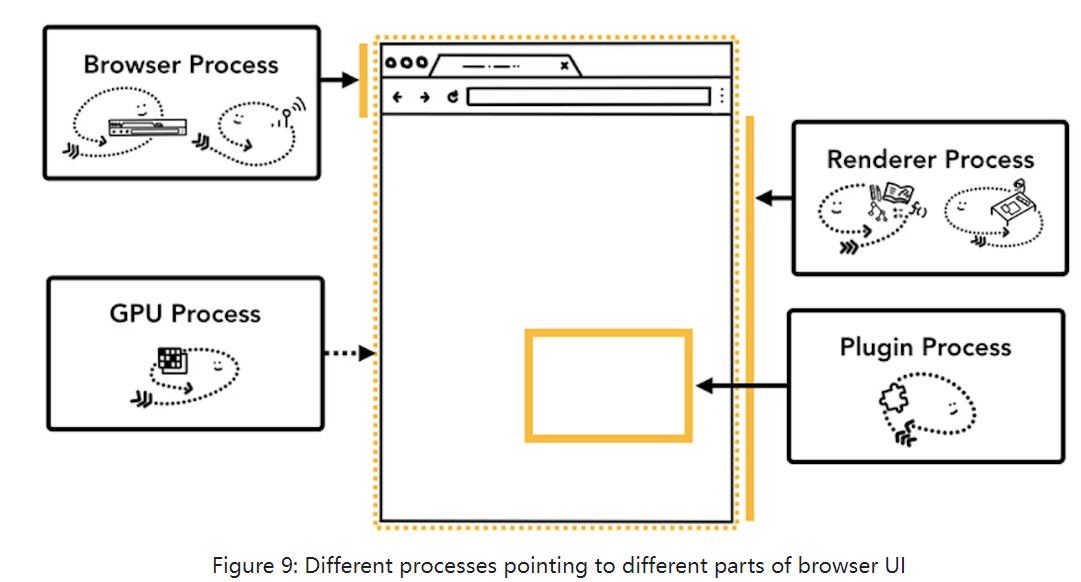 Browser Process
Renderer Process
f()
GPU Process
Plugin Process
Figure 9: Different processes pointing to different parts of browser UI